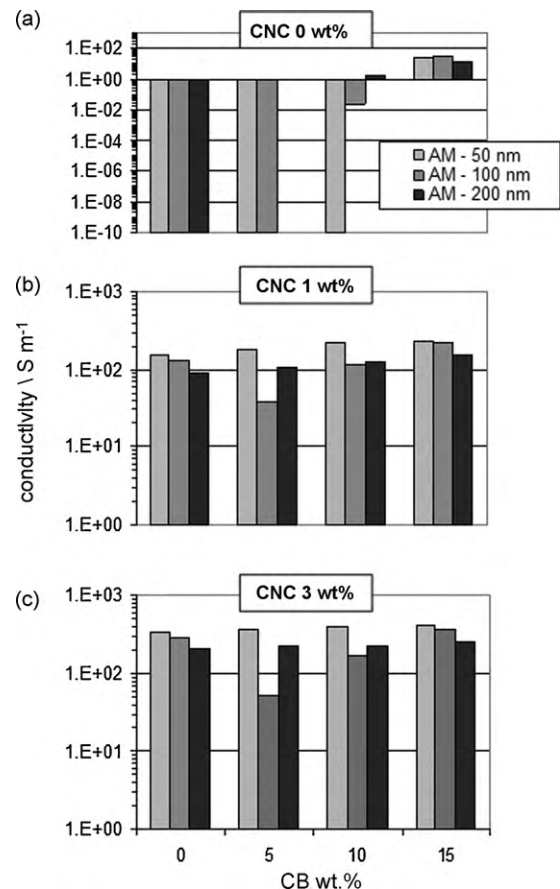 (a)
CNC 0 wt%
1.E+02
1.E+00
1.E-02
1.E-04
1.E-06
1.E-08
1.E-10
AM - 50 nm
AM - 100 nm
AM - 200 nm
(b)
CNC 1 wt%
1.E+03
1.E+02
1.E+01
1.E+00
conductivity \ S m⁻¹
(c)
CNC 3 wt%
1.E+03
1.E+02
1.E+01
1.E+00
0 5 10 15
CB wt.%